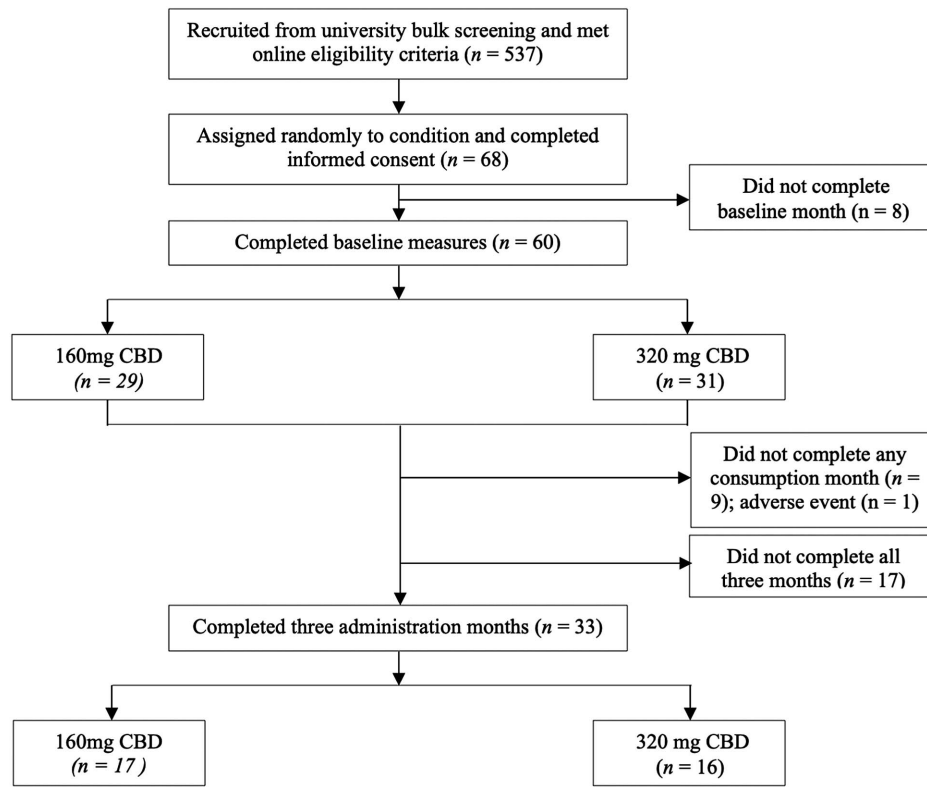 Recruited from university bulk screening and met
online eligibility criteria (n = 537)
Assigned randomly to condition and completed
informed consent (n = 68)
Did not complete
baseline month (n = 8)
Completed baseline measures (n = 60)
160mg CBD
(n = 29)
320 mg CBD
(n = 31)
Did not complete any
consumption month (n =
9); adverse event (n = 1)
Did not complete all
three months (n = 17)
Completed three administration months (n = 33)
160mg CBD
(n = 17 )
320 mg CBD
(n = 16)